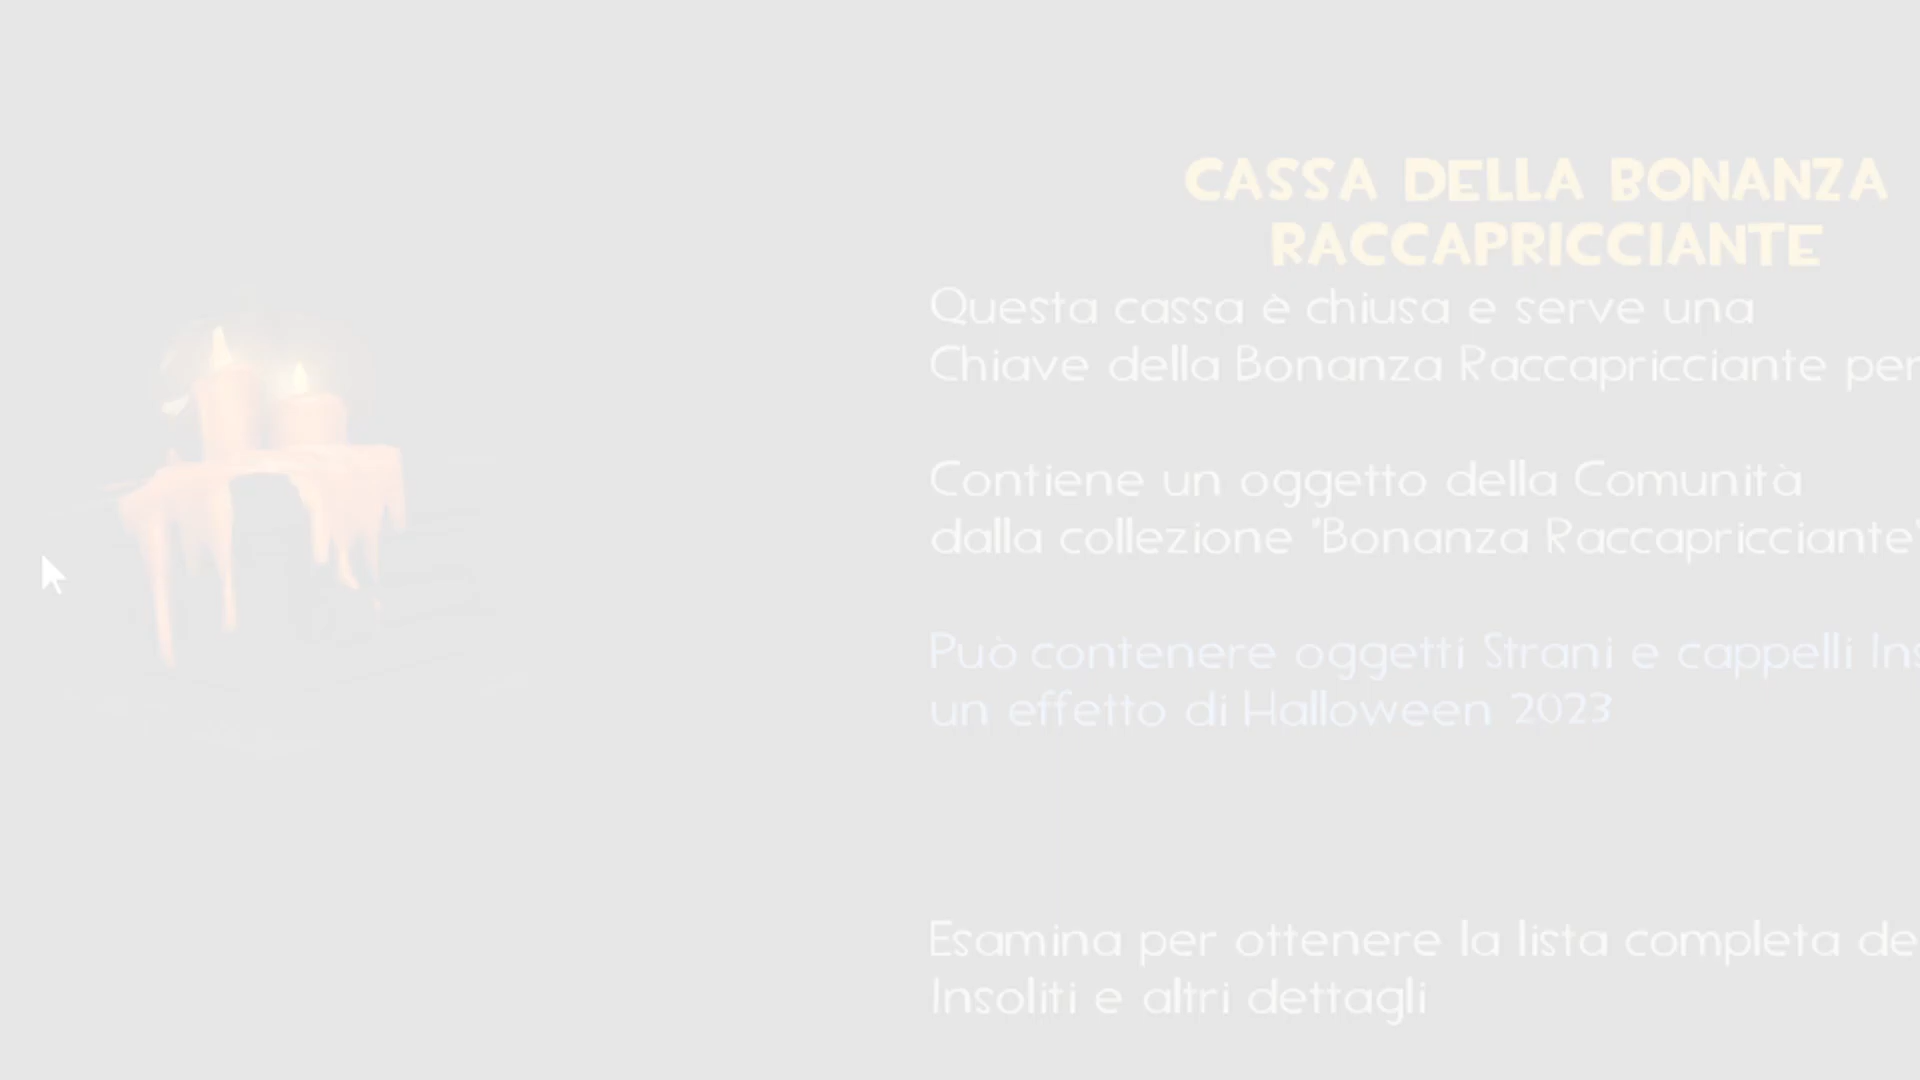 CASSA DELLA BONANZA
RACCAPRICCIANTE
Questa cassa è chiusa e serve una
Chiave della Bonanza Raccapricciante per
Contiene un oggetto della Comunità
dalla collezione 'Bonanza Raccapricciante'
Può contenere oggetti Strani e cappelli
un effetto di Halloween 2023
Esamina per ottenere la lista completa
Insoliti e altri dettagli